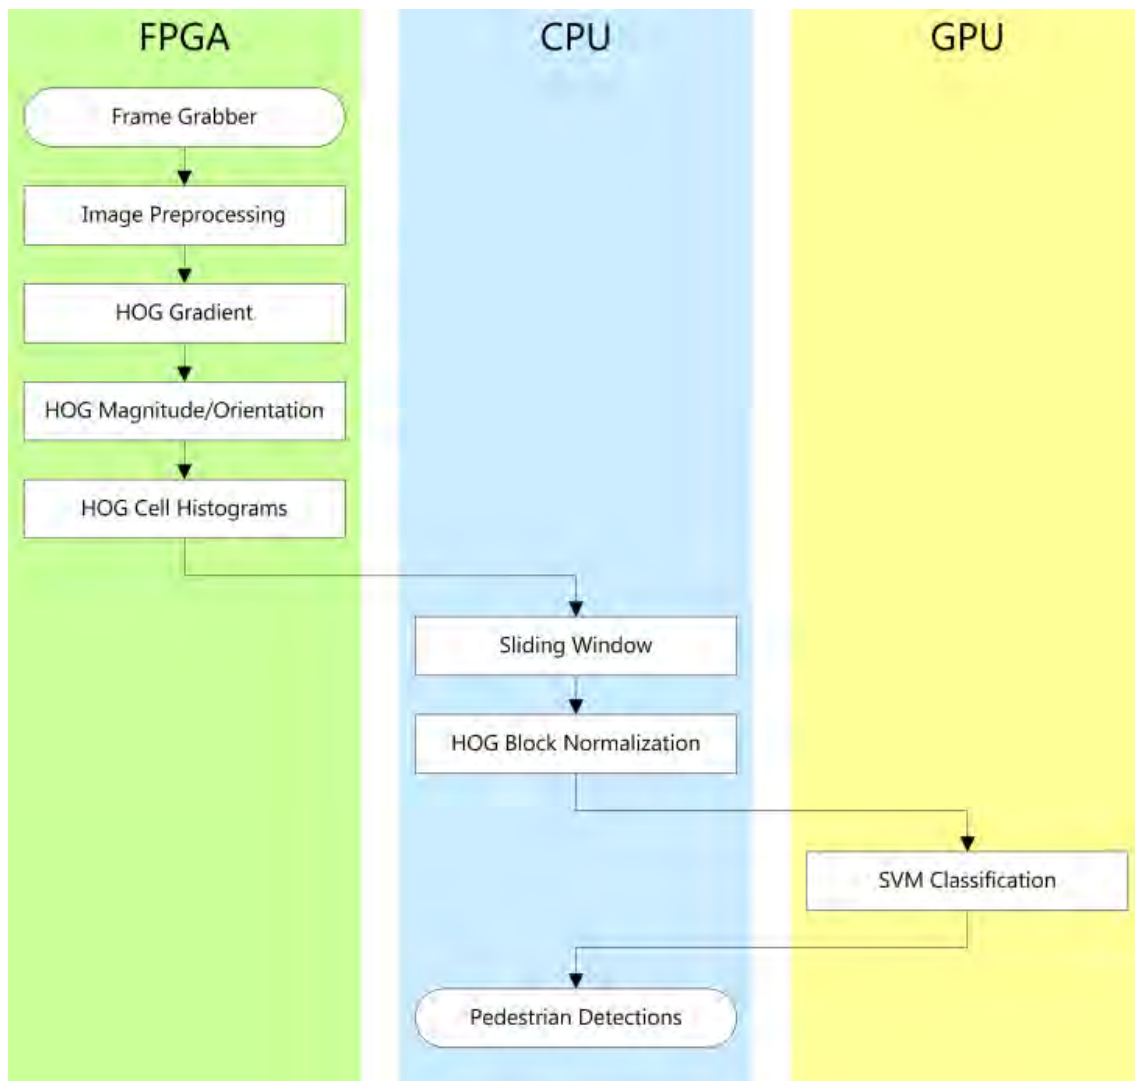 FPGA
CPU
GPU
Frame Grabber
Image Preprocessing
HOG Gradient
HOG Magnitude/Orientation
HOG Cell Histograms
Sliding Window
HOG Block Normalization
SVM Classification
Pedestrian Detections